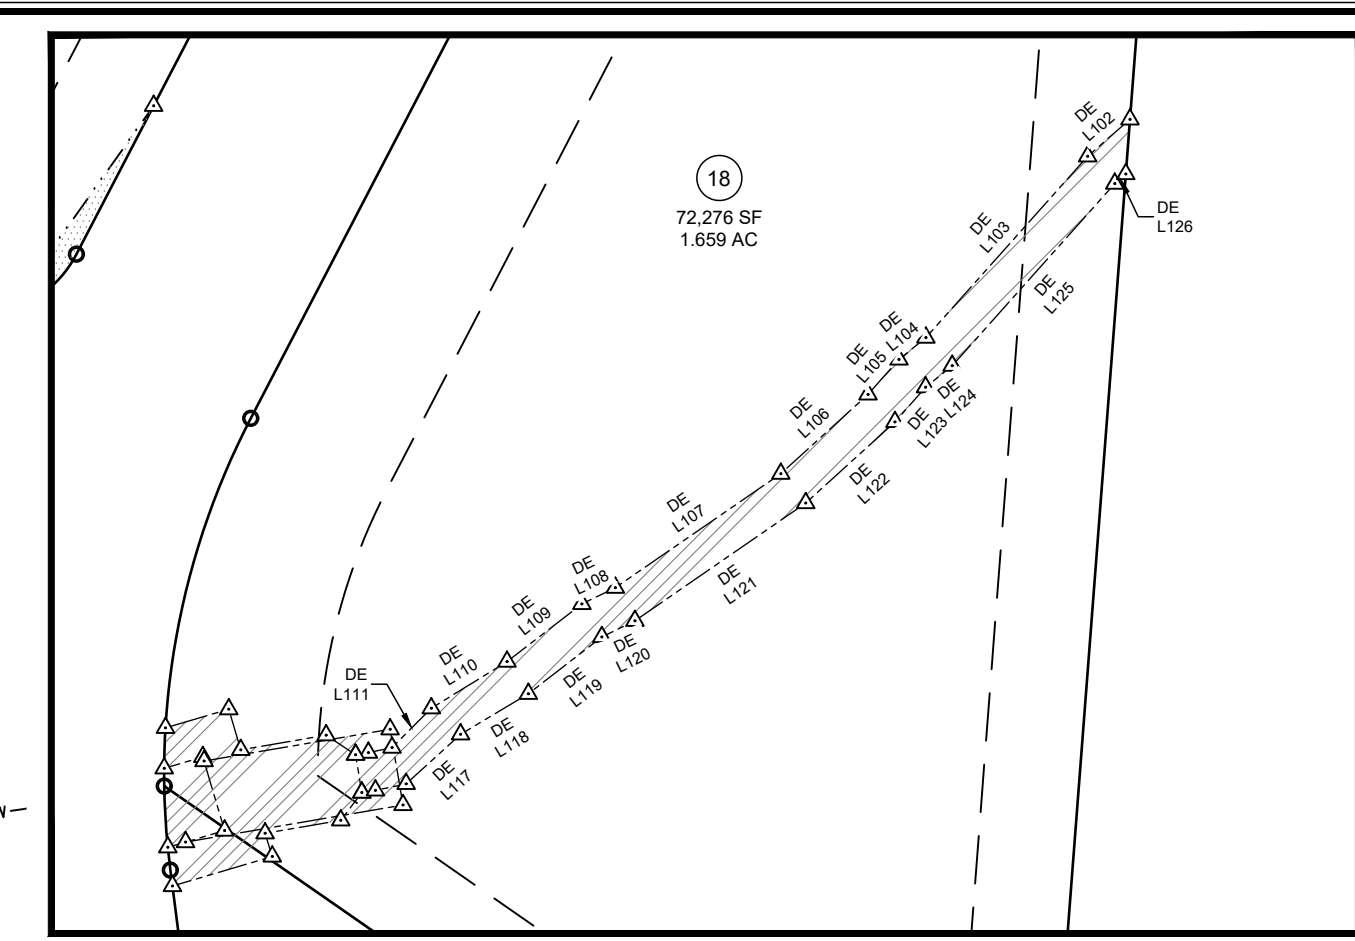 DE
L102
18
72,276 SF
1.659 AC
DE
L126
DE
L103
DE
L125
DE
L104
DE
L105
DE
L124
DE
L123
DE
L106
DE
L122
DE
L107
DE
L121
DE
L108
DE
L109
DE
L120
DE
L119
DE
L110
DE
L111
DE
L118
DE
L117